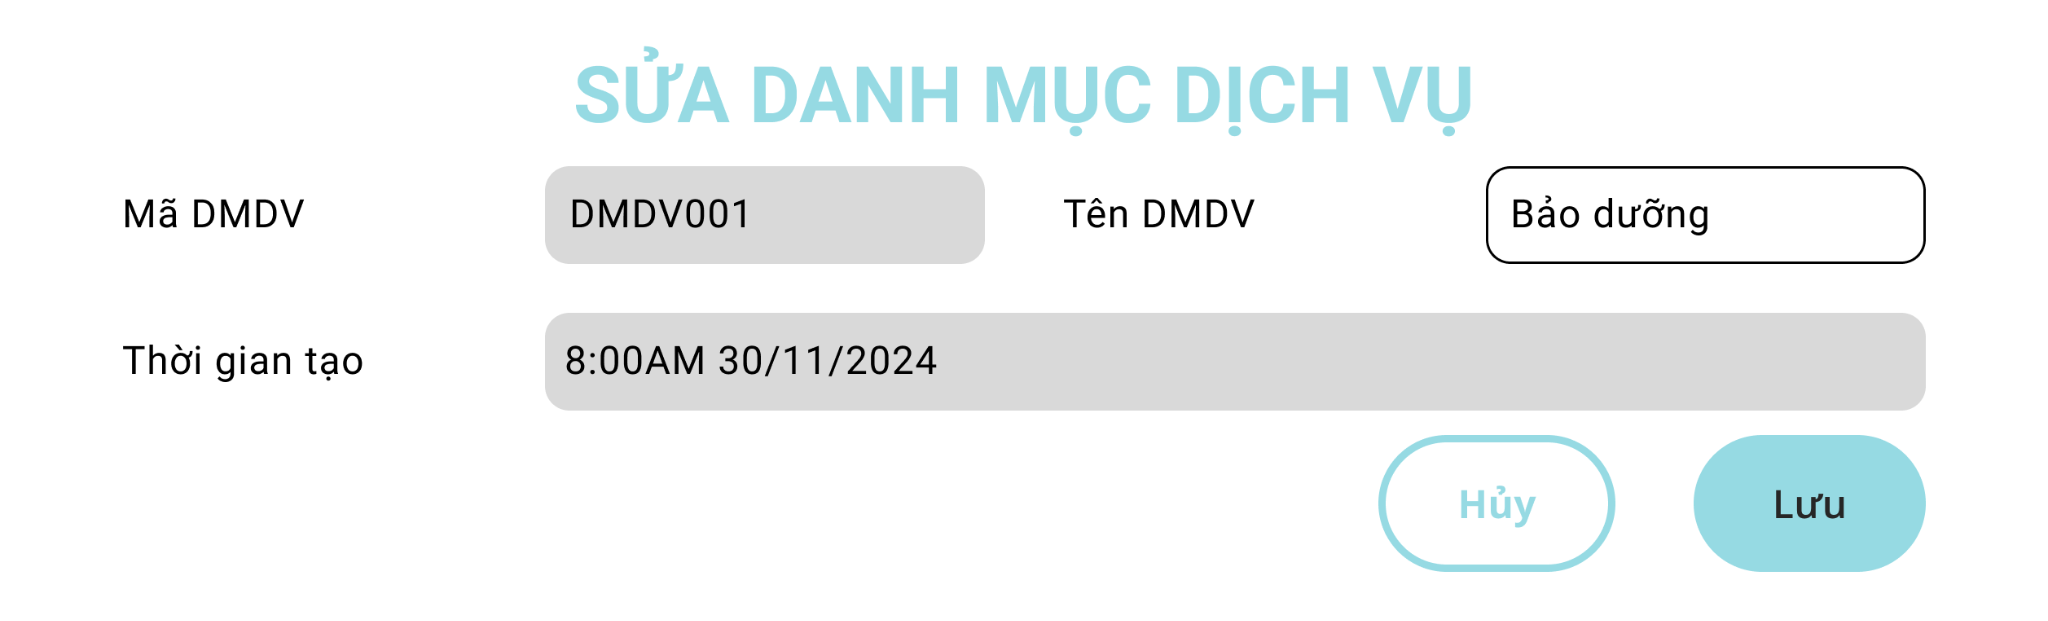 SỬA DANH MỤC DỊCH VỤ
Mã DMDV DMDV001 Tên DMDV Bảo dưỡng
Thời gian tạo 8:00AM 30/11/2024
Hủy Lưu